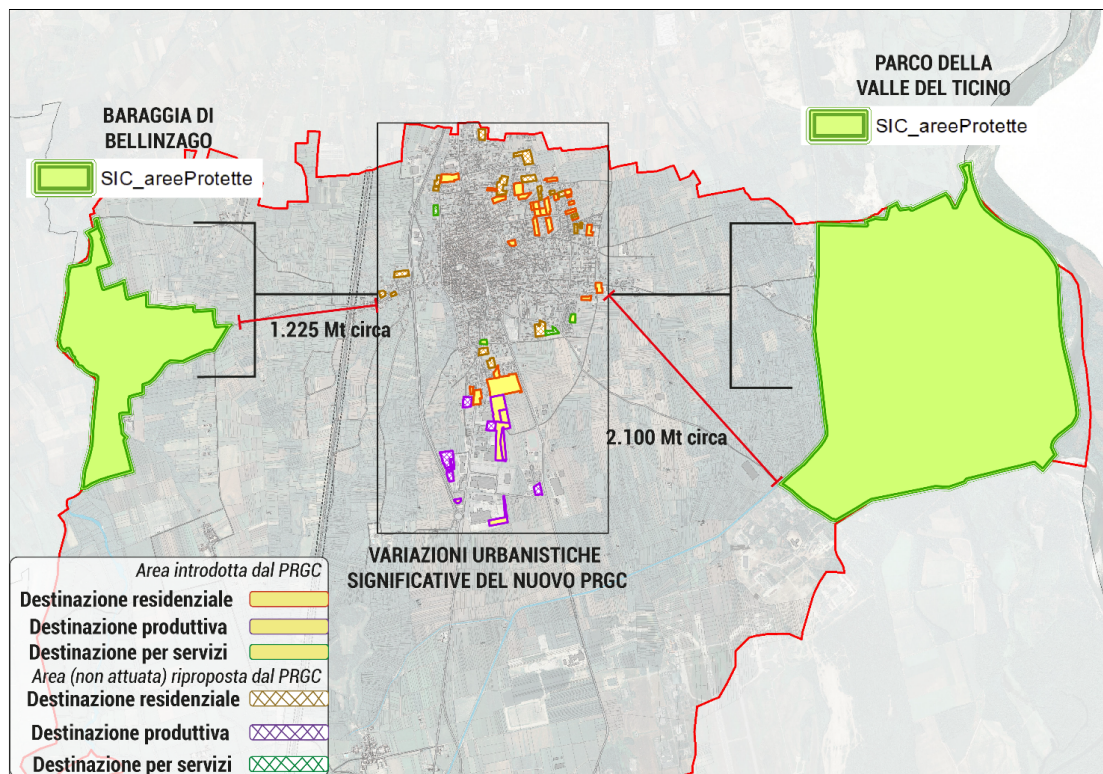 BARAGGIA DI
BELLINZAGO
SIC_areeProtette
PARCO DELLA
VALLE DEL TICINO
SIC_areeProtette
1.225 Mt circa
2.100 Mt circa
VARIAZIONI URBANISTICHE
SIGNIFICATIVE DEL NUOVO PRGC
Area introdotta dal PRGC
Destinazione residenziale
Destinazione produttiva
Destinazione per servizi
Area (non attuata) riproposta dal PRGC
Destinazione residenziale
Destinazione produttiva
Destinazione per servizi